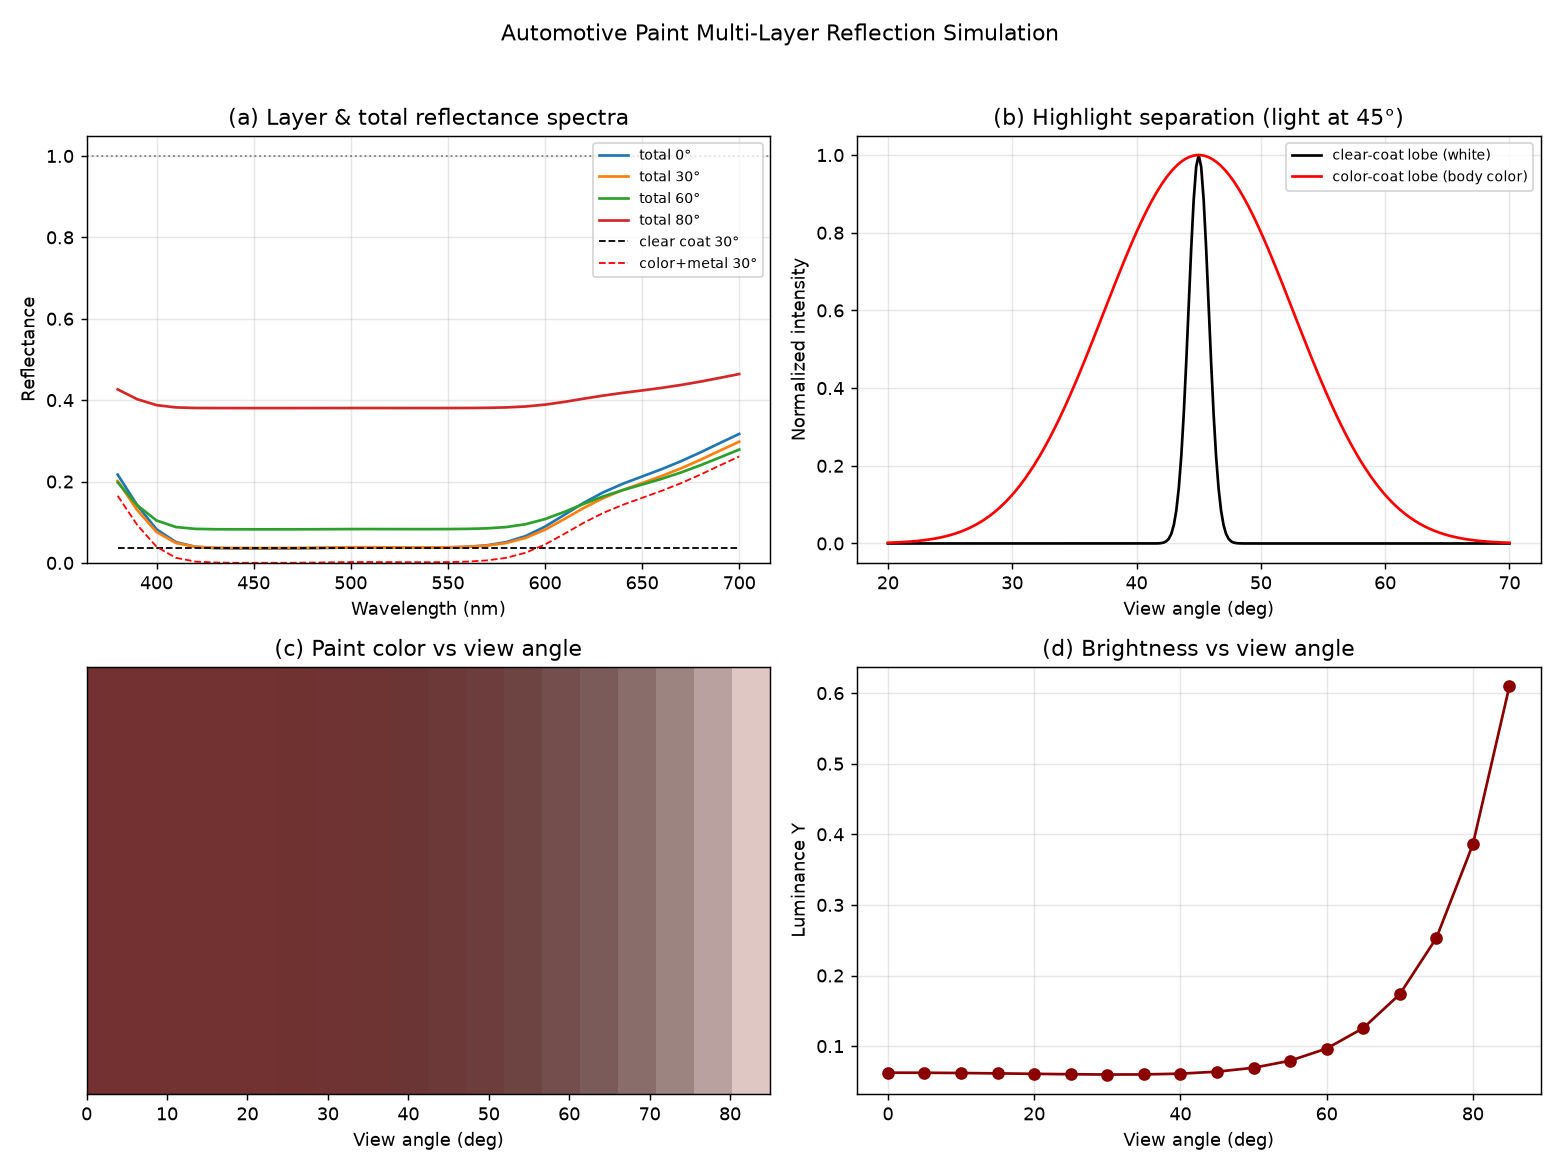 Automotive Paint Multi-Layer Reflection Simulation
(a) Layer & total reflectance spectra
1.0
0.8
0.6
0.4
0.2
0.0
Reflectance
total 0°
total 30°
total 60°
total 80°
clear coat 30°
color+metal 30°
400 450 500 550 600 650 700
Wavelength (nm)
(b) Highlight separation (light at 45°)
1.0
0.8
0.6
0.4
0.2
0.0
Normalized intensity
clear-coat lobe (white)
color-coat lobe (body color)
20 30 40 50 60 70
View angle (deg)
(c) Paint color vs view angle
0 10 20 30 40 50 60 70 80
View angle (deg)
(d) Brightness vs view angle
0.6
0.5
0.4
0.3
0.2
0.1
Luminance Y
0 20 40 60 80
View angle (deg)